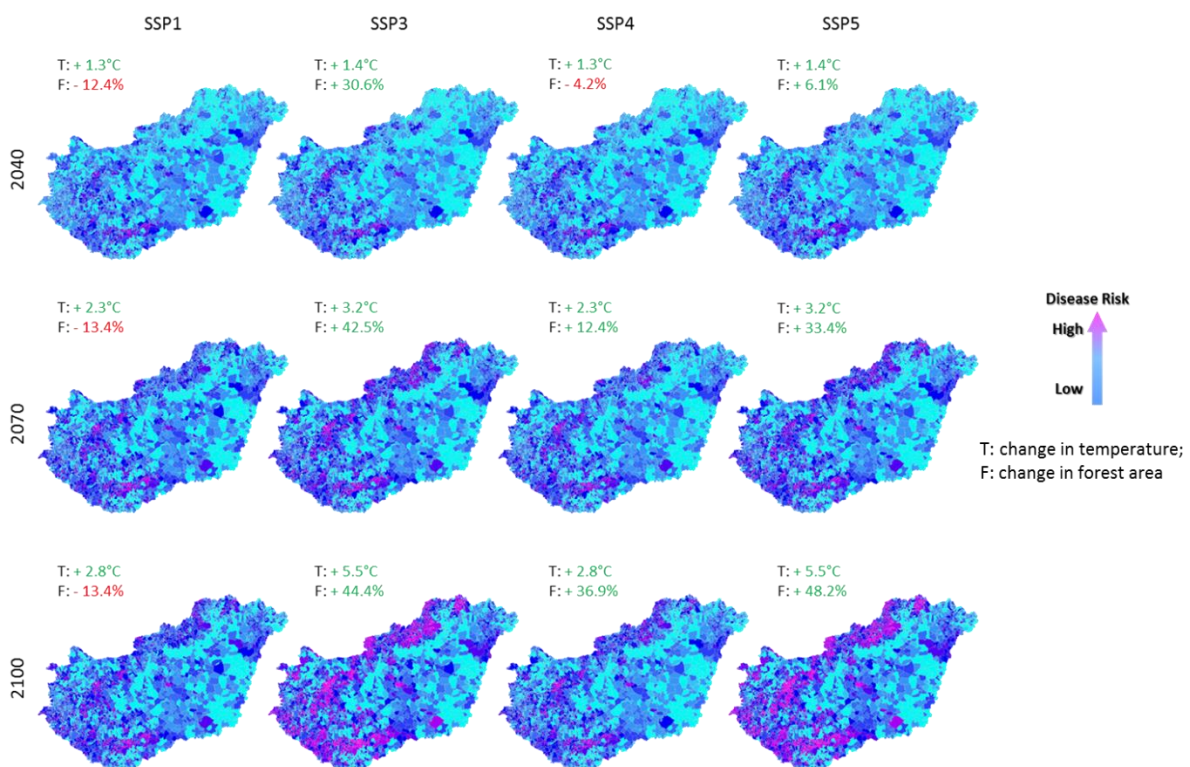 SSP1
SSP3
SSP4
SSP5
T: + 1.3°C
F: - 12.4%
T: + 1.4°C
F: + 30.6%
T: + 1.3°C
F: - 4.2%
T: + 1.4°C
F: + 6.1%
2040
T: + 2.3°C
F: - 13.4%
T: + 3.2°C
F: + 42.5%
T: + 2.3°C
F: + 12.4%
T: + 3.2°C
F: + 33.4%
2070
Disease Risk
High
Low
T: change in temperature;
F: change in forest area
T: + 2.8°C
F: - 13.4%
T: + 5.5°C
F: + 44.4%
T: + 2.8°C
F: + 36.9%
T: + 5.5°C
F: + 48.2%
2100